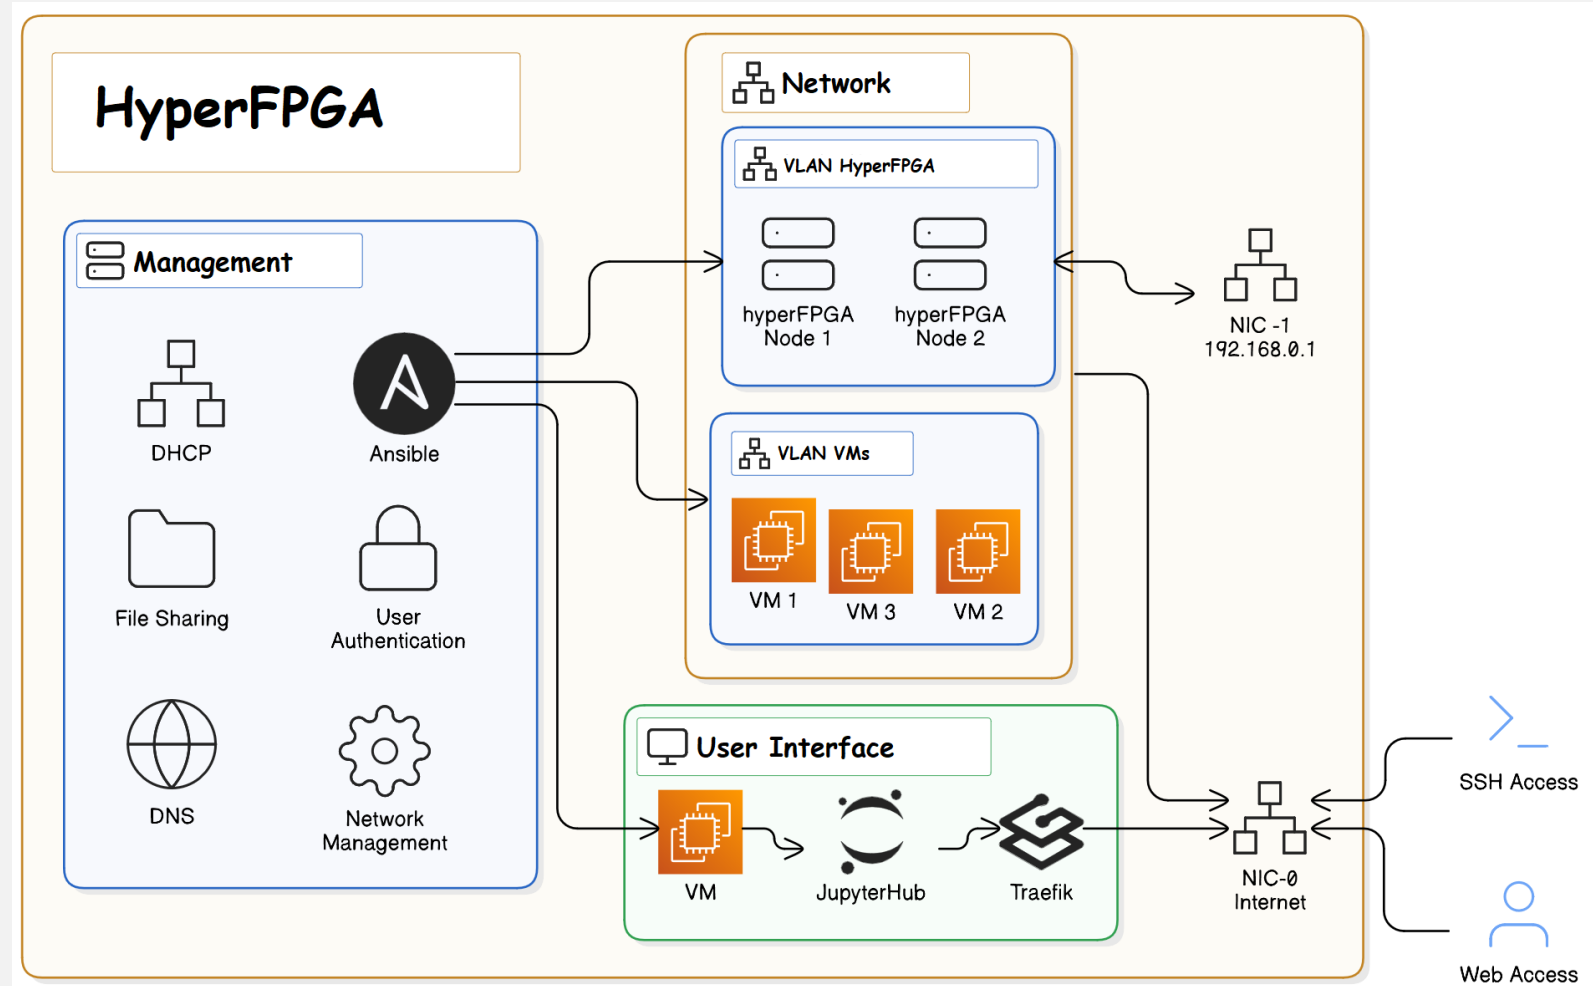 HyperFPGA
Network
VLAN HyperFPGA
hyperFPGA
Node 1
hyperFPGA
Node 2
NIC -1
192.168.0.1
Management
DHCP
Ansible
File Sharing
User
Authentication
DNS
Network
Management
VLAN VMs
VM 1
VM 3
VM 2
User Interface
VM
JupyterHub
Traefik
NIC-0
Internet
SSH Access
Web Access